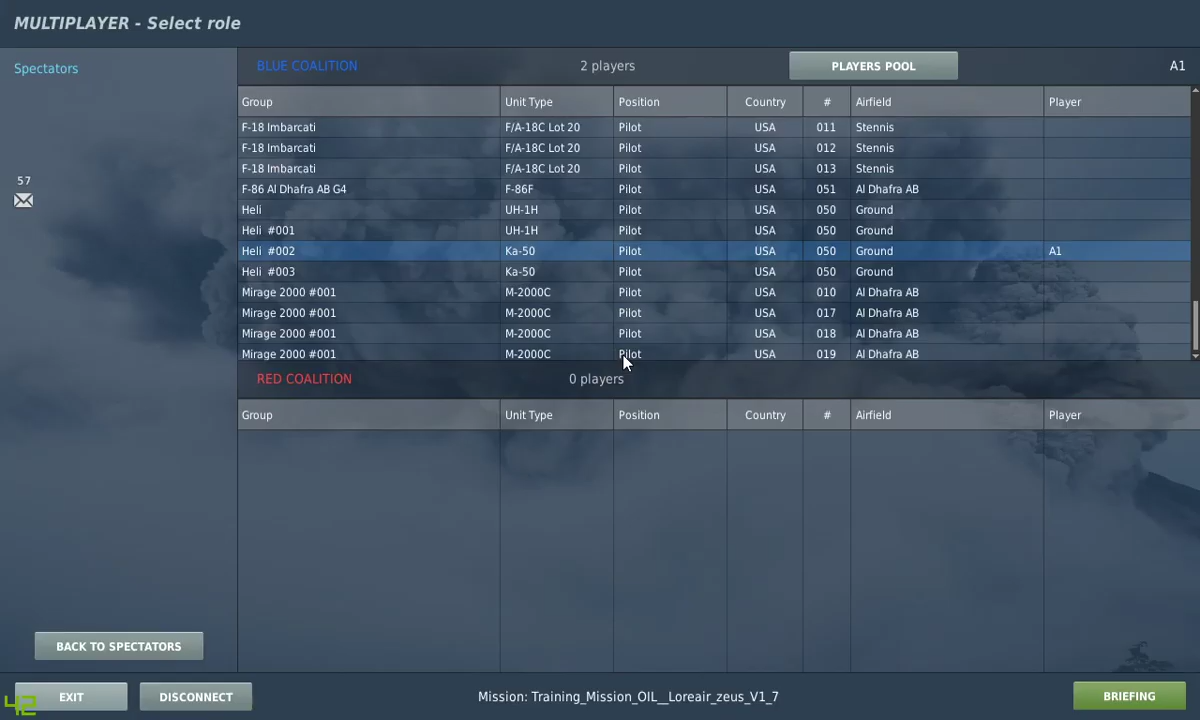 MULTIPLAYER - Select role
Spectators
57
BLUE COALITION 2 players PLAYERS POOL A1
Group Unit Type Position Country # Airfield Player
F-18 Imbarcati F/A-18C Lot 20 Pilot USA 011 Stennis
F-18 Imbarcati F/A-18C Lot 20 Pilot USA 012 Stennis
F-18 Imbarcati F/A-18C Lot 20 Pilot USA 013 Stennis
F-86 Al Dhafra AB G4 F-86F Pilot USA 051 Al Dhafra AB
Heli UH-1H Pilot USA 050 Ground
Heli #001 UH-1H Pilot USA 050 Ground
Heli #002 Ka-50 Pilot USA 050 Ground A1
Heli #003 Ka-50 Pilot USA 050 Ground
Mirage 2000 #001 M-2000C Pilot USA 010 Al Dhafra AB
Mirage 2000 #001 M-2000C Pilot USA 017 Al Dhafra AB
Mirage 2000 #001 M-2000C Pilot USA 018 Al Dhafra AB
Mirage 2000 #001 M-2000C Pilot USA 019 Al Dhafra AB
RED COALITION 0 players
Group Unit Type Position Country # Airfield Player
BACK TO SPECTATORS
42 EXIT DISCONNECT Mission: Training_Mission_OIL__Loreair_zeus_V1_7 BRIEFING